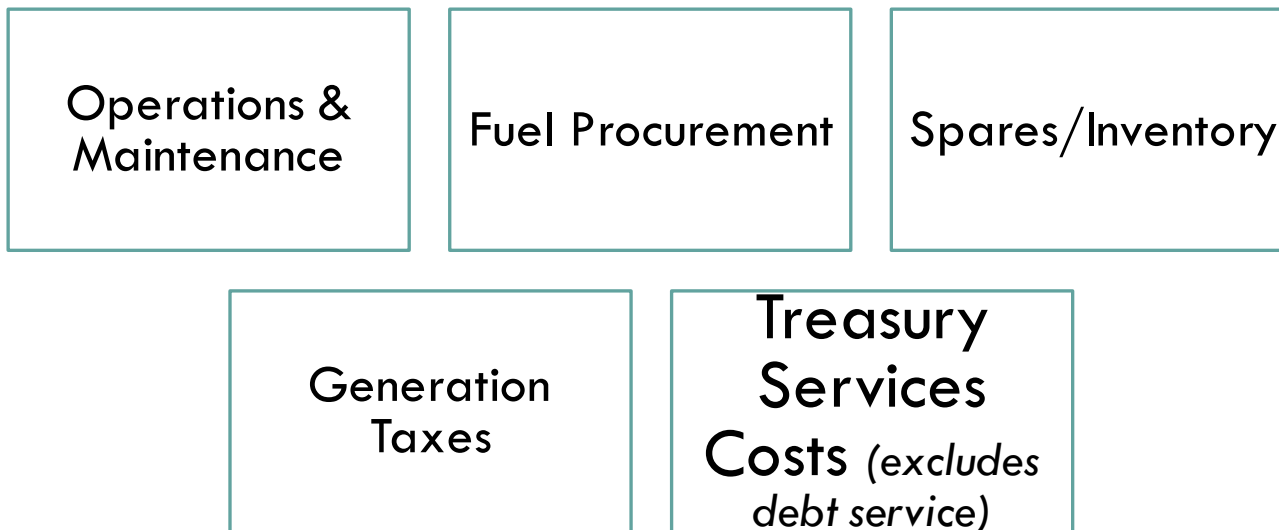 Operations &
Maintenance
Fuel Procurement
Spares/Inventory
Generation
Taxes
Treasury
Services
Costs (excludes
debt service)